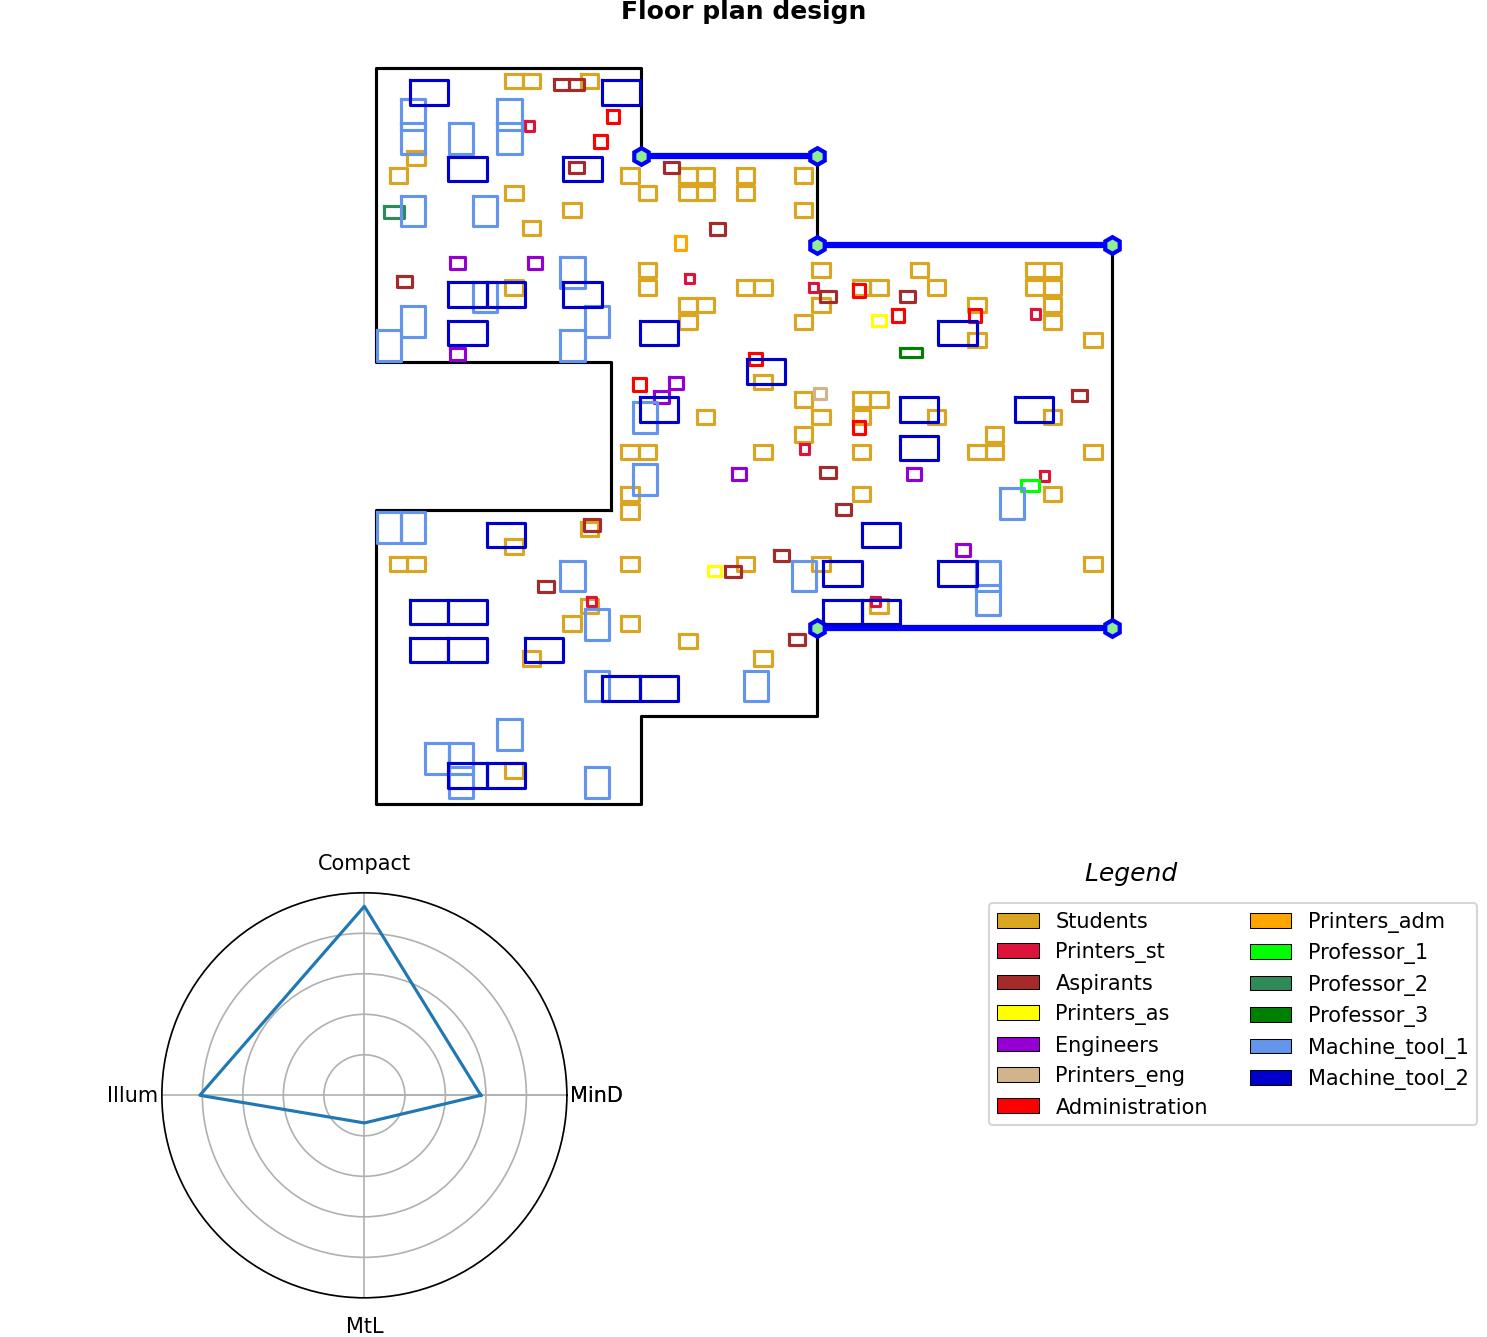 Floor plan design
Compact
Illum
MinD
MtL
Legend
Students
Printers_st
Aspirants
Printers_as
Engineers
Printers_eng
Administration
Printers_adm
Professor_1
Professor_2
Professor_3
Machine_tool_1
Machine_tool_2